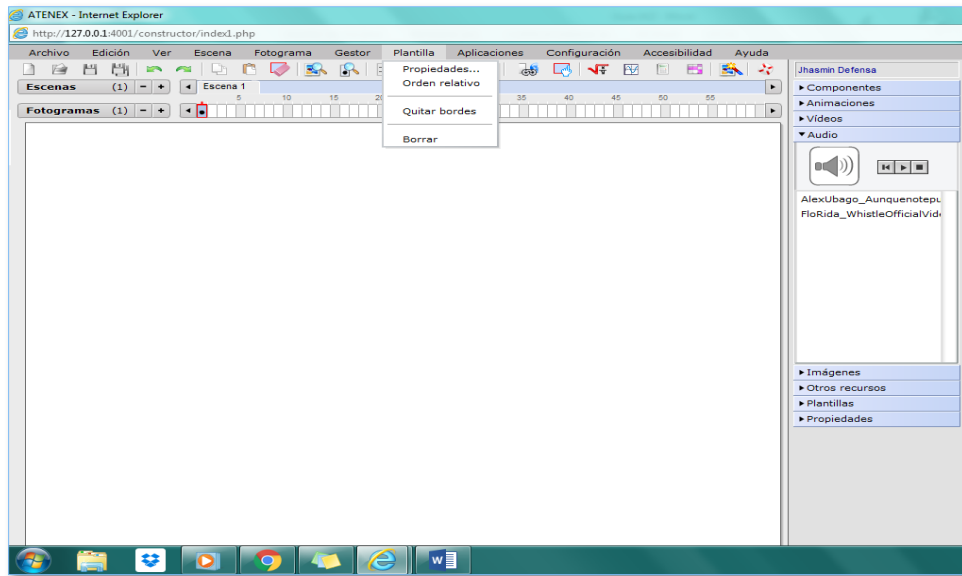 ATENEX - Internet Explorer
http://127.0.0.1:4001/constructor/index1.php
Archivo Edición Ver Escena Fotograma Gestor Plantilla Aplicaciones Configuración Accesibilidad Ayuda
Propiedades...
Orden relativo
Quitar bordes
Borrar
Escenas (1) - + Escena 1
5 10 15 35 40 45 50 55
Fotogramas (1) - +
Jhasmin Defensa
Componentes
Animaciones
Vídeos
Audio
AlexUbago_Aunquenotepu
FloRida_WhistleOfficialVid
Imágenes
Otros recursos
Plantillas
Propiedades
W